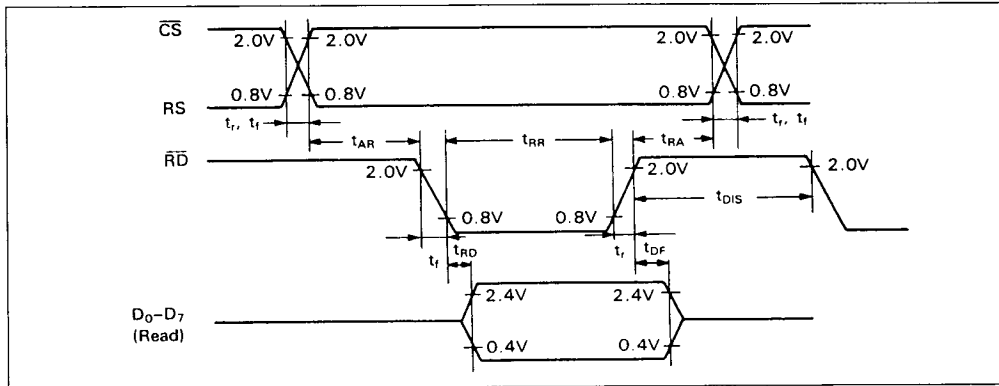 CS
2.0V 2.0V 2.0V 2.0V
0.8V 0.8V 0.8V 0.8V
RS
tr, tf tAR tRR tRA tr, tf
RD
2.0V 2.0V 2.0V
tDIS
0.8V 0.8V
tf tRD tr tDF
2.4V 2.4V
D0–D7
(Read)
0.4V 0.4V